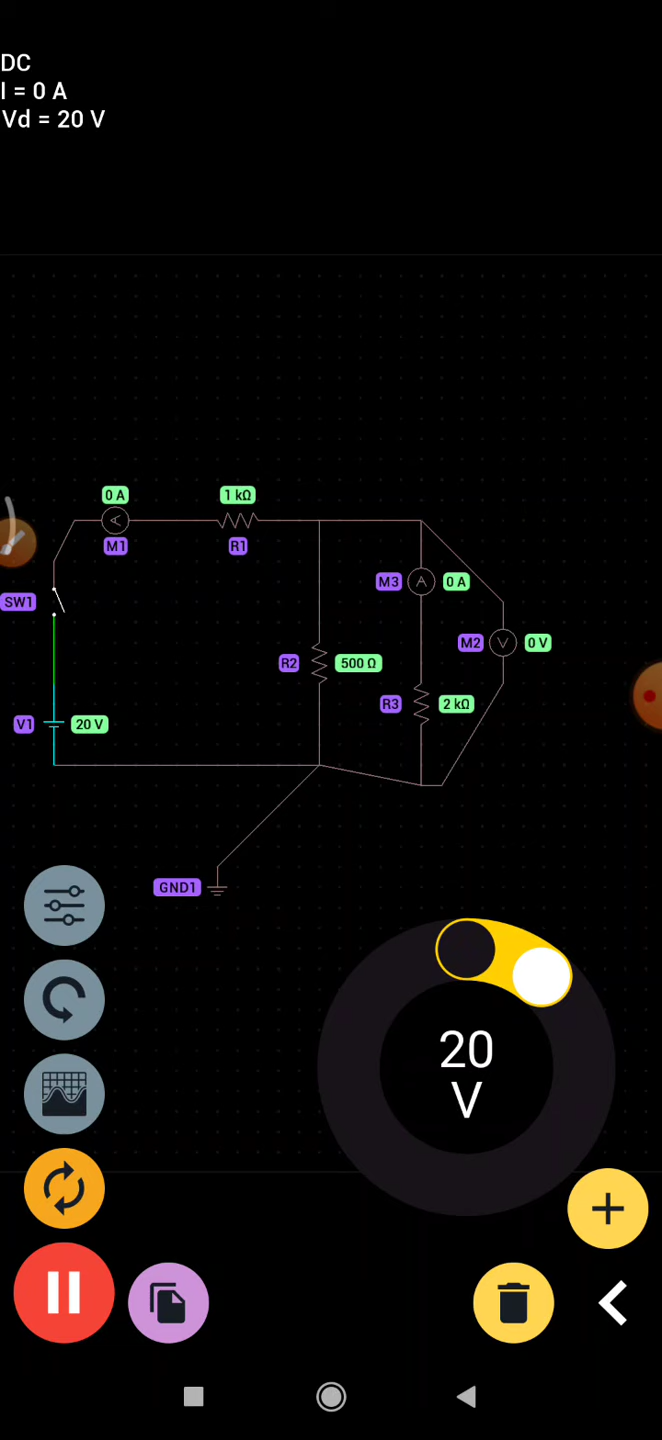 DC
I = 0 A
Vd = 20 V
0 A
1 kΩ
M1
R1
M3
A
0 A
SW1
M2
V
0 V
R2
500 Ω
R3
2 kΩ
V1
20 V
GND1
20
V